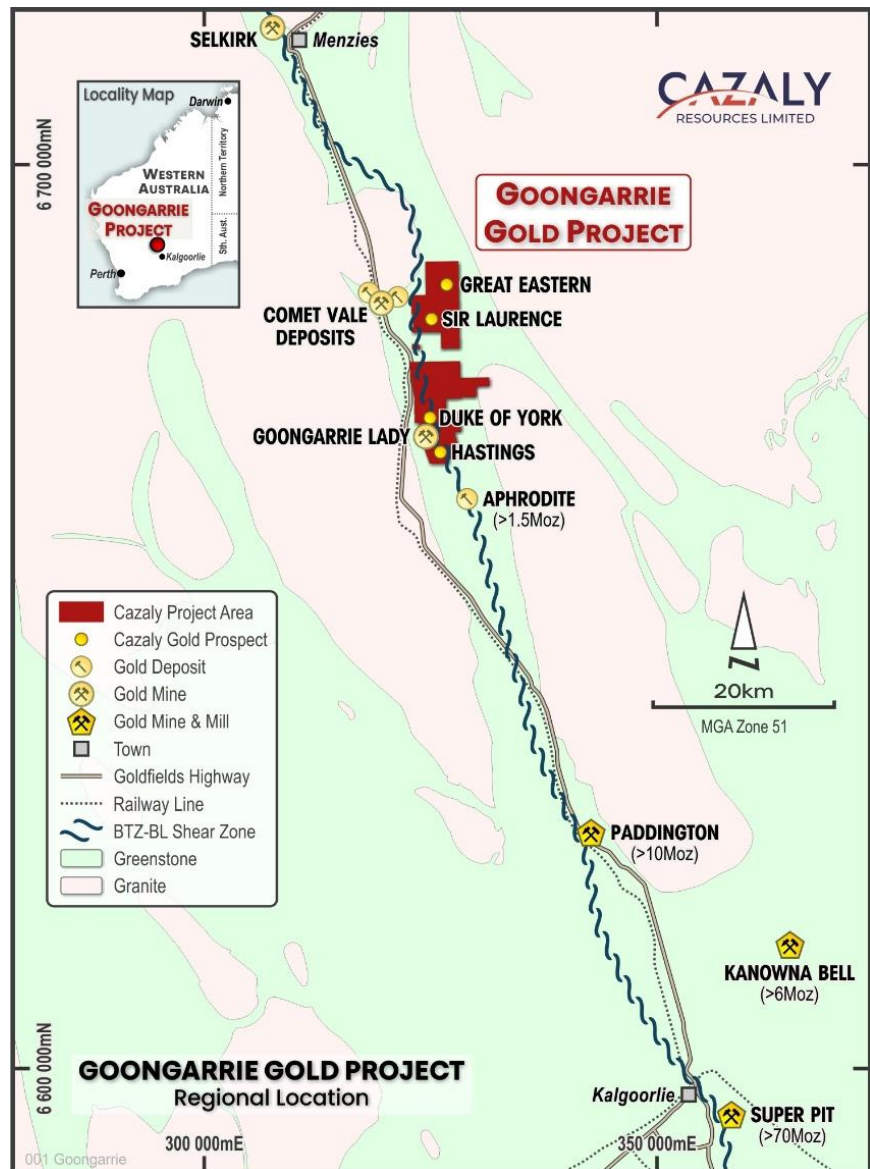 SELKIRK
Menzies
CAZALY
RESOURCES LIMITED
Locality Map
Darwin
WESTERN
AUSTRALIA
Northern Territory
Sth. Aust.
GOONGARRIE
PROJECT
Kalgoorlie
Perth
6 700 000mN
GOONGARRIE
GOLD PROJECT
GREAT EASTERN
COMET VALE
DEPOSITS
SIR LAURENCE
DUKE OF YORK
GOONGARRIE LADY
HASTINGS
APHRODITE
(>1.5Moz)
Cazaly Project Area
Cazaly Gold Prospect
Gold Deposit
Gold Mine
Gold Mine & Mill
Town
Goldfields Highway
Railway Line
BTZ-BL Shear Zone
Greenstone
Granite
N
20km
MGA Zone 51
PADDINGTON
(>10Moz)
KANOWNA BELL
(>6Moz)
6 600 000mN
GOONGARRIE GOLD PROJECT
Regional Location
Kalgoorlie
SUPER PIT
(>70Moz)
300 000mE
350 000mE
001 Goongarrie